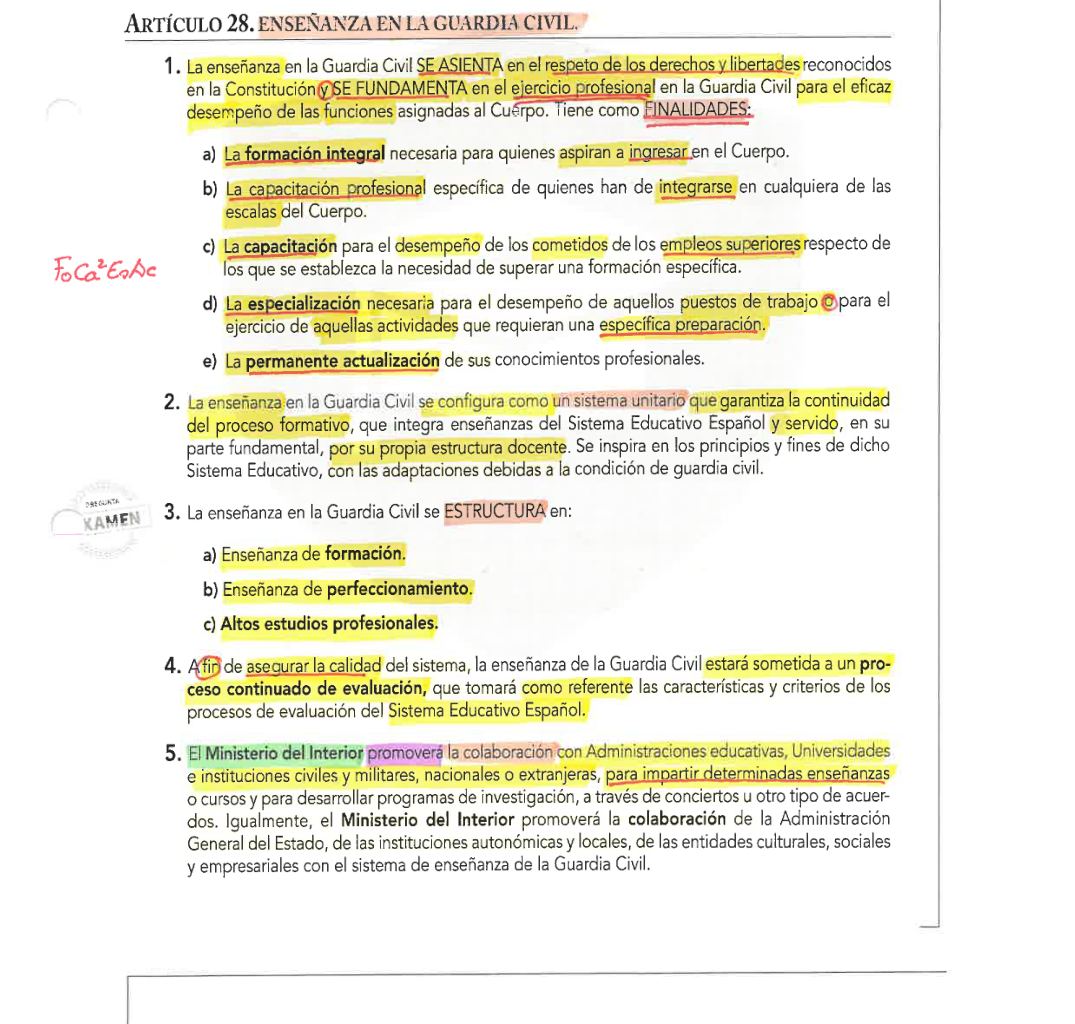 ARTÍCULO 28. ENSEÑANZA EN LA GUARDIA CIVIL.
1. La enseñanza en la Guardia Civil SE ASIENTA en el respeto de los derechos y libertades reconocidos
en la Constitución y SE FUNDAMENTA en el ejercicio profesional en la Guardia Civil para el eficaz
desempeño de las funciones asignadas al Cuerpo. Tiene como FINALIDADES:
a) La formación integral necesaria para quienes aspiran a ingresar en el Cuerpo.
b) La capacitación profesional específica de quienes han de integrarse en cualquiera de las
escalas del Cuerpo.
c) La capacitación para el desempeño de los cometidos de los empleos superiores respecto de
los que se establezca la necesidad de superar una formación específica.
FoCa²EsAc
d) La especialización necesaria para el desempeño de aquellos puestos de trabajo o para el
ejercicio de aquellas actividades que requieran una específica preparación.
e) La permanente actualización de sus conocimientos profesionales.
2. La enseñanza en la Guardia Civil se configura como un sistema unitario que garantiza la continuidad
del proceso formativo, que integra enseñanzas del Sistema Educativo Español y servido, en su
parte fundamental, por su propia estructura docente. Se inspira en los principios y fines de dicho
Sistema Educativo, con las adaptaciones debidas a la condición de guardia civil.
PREGUNTA
XAMEN
3. La enseñanza en la Guardia Civil se ESTRUCTURA en:
a) Enseñanza de formación.
b) Enseñanza de perfeccionamiento.
c) Altos estudios profesionales.
4. A fin de asegurar la calidad del sistema, la enseñanza de la Guardia Civil estará sometida a un pro-
ceso continuado de evaluación, que tomará como referente las características y criterios de los
procesos de evaluación del Sistema Educativo Español.
5. El Ministerio del Interior promoverá la colaboración con Administraciones educativas, Universidades
e instituciones civiles y militares, nacionales o extranjeras, para impartir determinadas enseñanzas
o cursos y para desarrollar programas de investigación, a través de conciertos u otro tipo de acuer-
dos. Igualmente, el Ministerio del Interior promoverá la colaboración de la Administración
General del Estado, de las instituciones autonómicas y locales, de las entidades culturales, sociales
y empresariales con el sistema de enseñanza de la Guardia Civil.